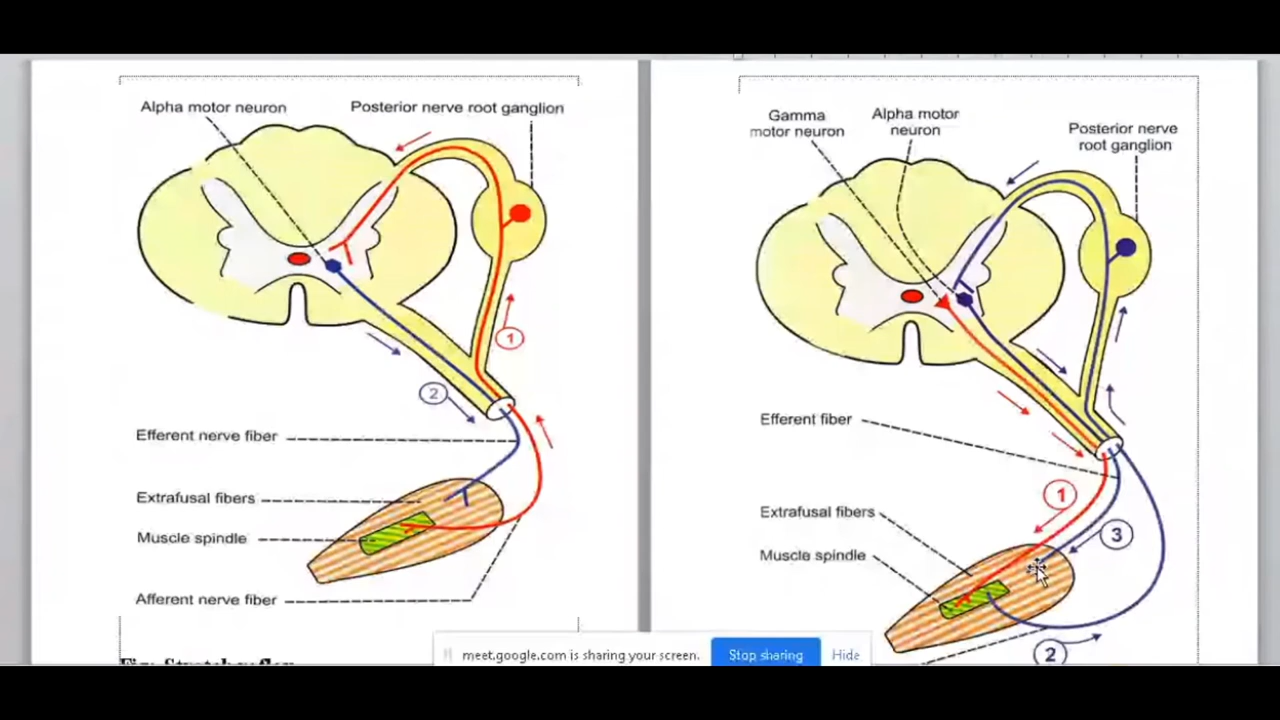 Alpha motor neuron
Posterior nerve root ganglion
1
2
Efferent nerve fiber
Extrafusal fibers
Muscle spindle
Afferent nerve fiber
Gamma
motor neuron
Alpha motor
neuron
Posterior nerve
root ganglion
Efferent fiber
1
Extrafusal fibers
3
Muscle spindle
2
meet.google.com is sharing your screen.
Stop sharing
Hide